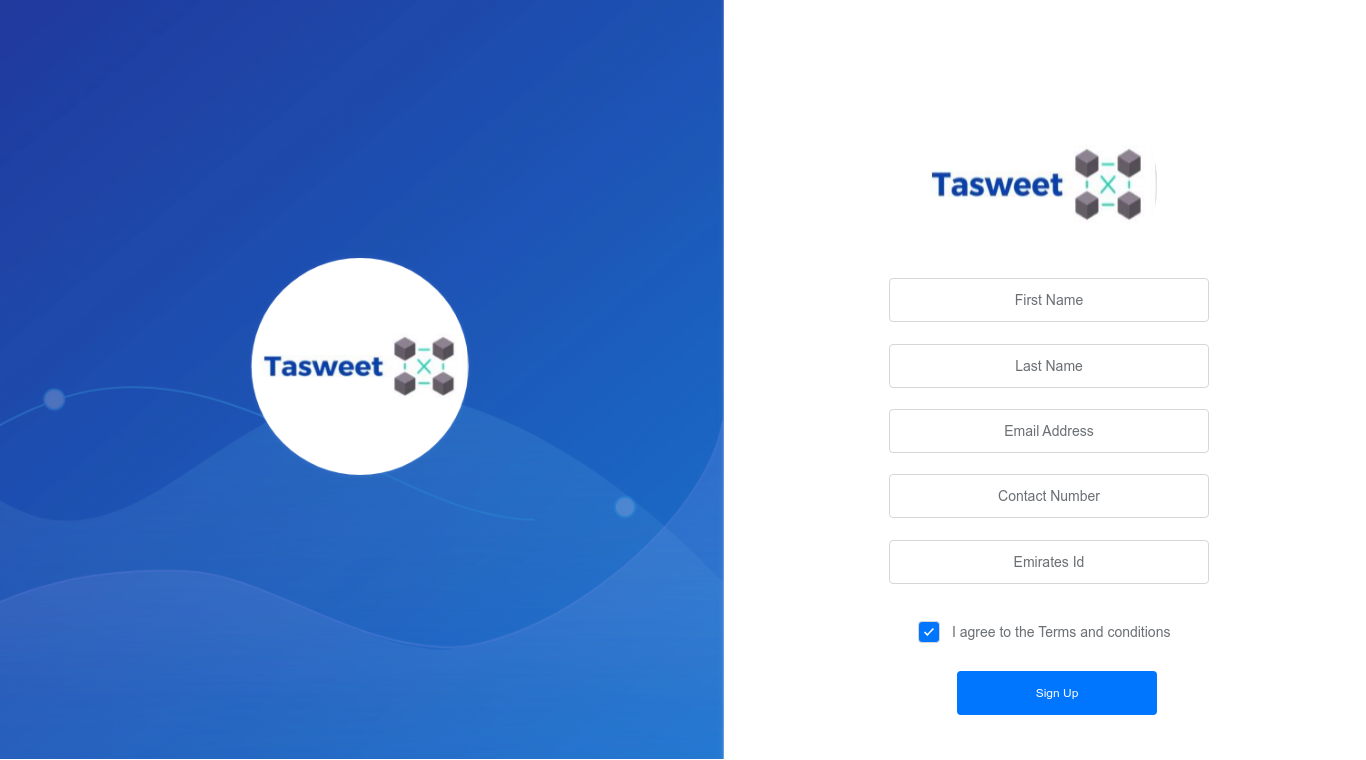 Tasweet
Tasweet
First Name
Last Name
Email Address
Contact Number
Emirates Id
I agree to the Terms and conditions
Sign Up